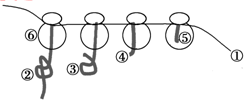 ⑥ ⑤
① ② ③ ④